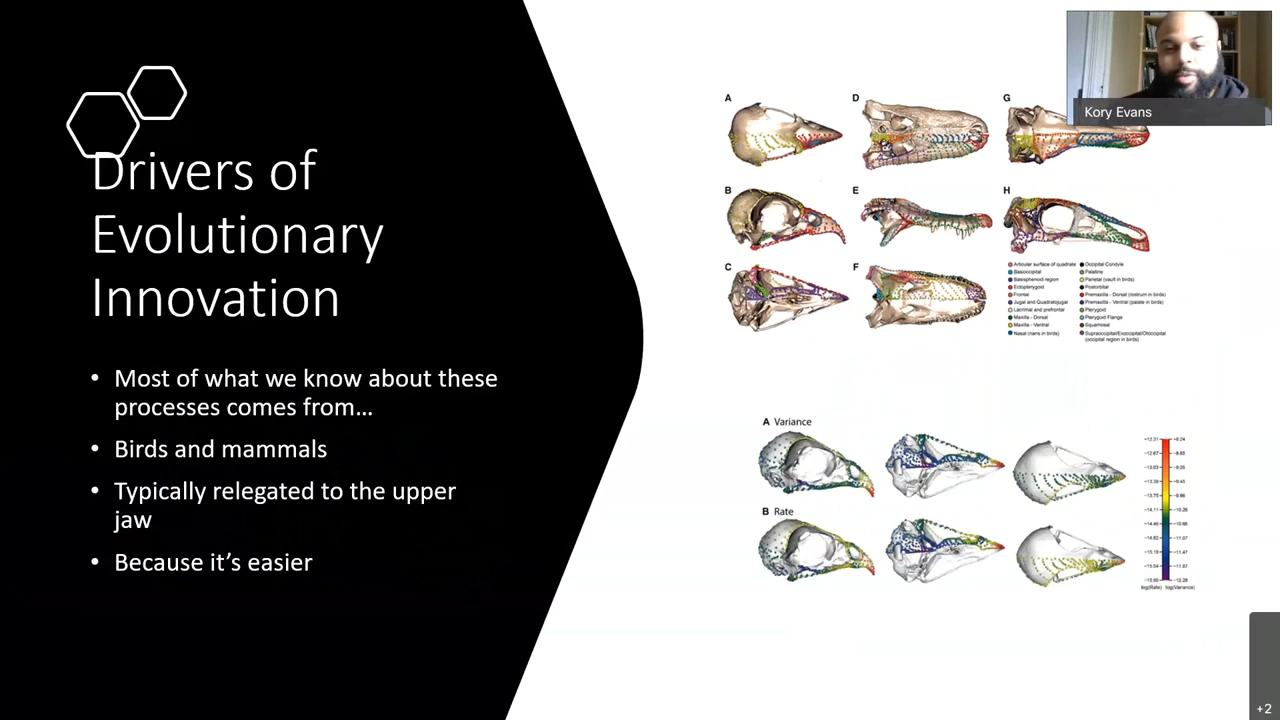 Drivers of
Evolutionary
Innovation
• Most of what we know about these
processes comes from...
• Birds and mammals
• Typically relegated to the upper
jaw
• Because it's easier
Kory Evans
A
D
G
B
E
H
C
F
Articular surface of quadrate
Basioccipital
Basisphenoid region
Ectopterygoid
Frontal
Jugal and Quadratojugal
Lacrimal and prefrontal
Maxilla - Dorsal
Maxilla - Ventral
Nasal (naris in birds)
Occipital Condyle
Palatine
Parietal (vault in birds)
Postorbital
Premaxilla - Dorsal (rostrum in birds)
Premaxilla - Ventral (palate in birds)
Pterygoid
Pterygoid Flange
Squamosal
Supraoccipital/Exoccipital/Otoccipital
(occipital region in birds)
A Variance
B Rate
log(Rate) log(Variance)
+2